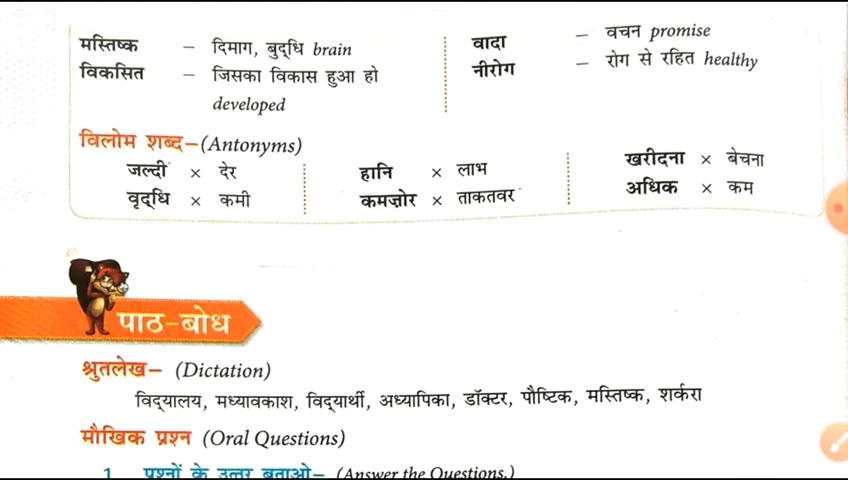 मस्तिष्क – दिमाग, बुद्‌धि brain
विकसित – जिसका विकास हुआ हो
developed
वादा – वचन promise
नीरोग – रोग से रहित healthy
विलोम शब्द–(Antonyms)
जल्दी × देर
वृद्‌धि × कमी
हानि × लाभ
कमज़ोर × ताकतवर
खरीदना × बेचना
अधिक × कम
पाठ-बोध
श्रुतलेख– (Dictation)
विद्‌यालय, मध्यावकाश, विद्‌यार्थी, अध्यापिका, डॉक्टर, पौष्टिक, मस्तिष्क, शर्करा
मौखिक प्रश्न (Oral Questions)
1. प्रश्नों के उत्तर बताओ– (Answer the Questions.)